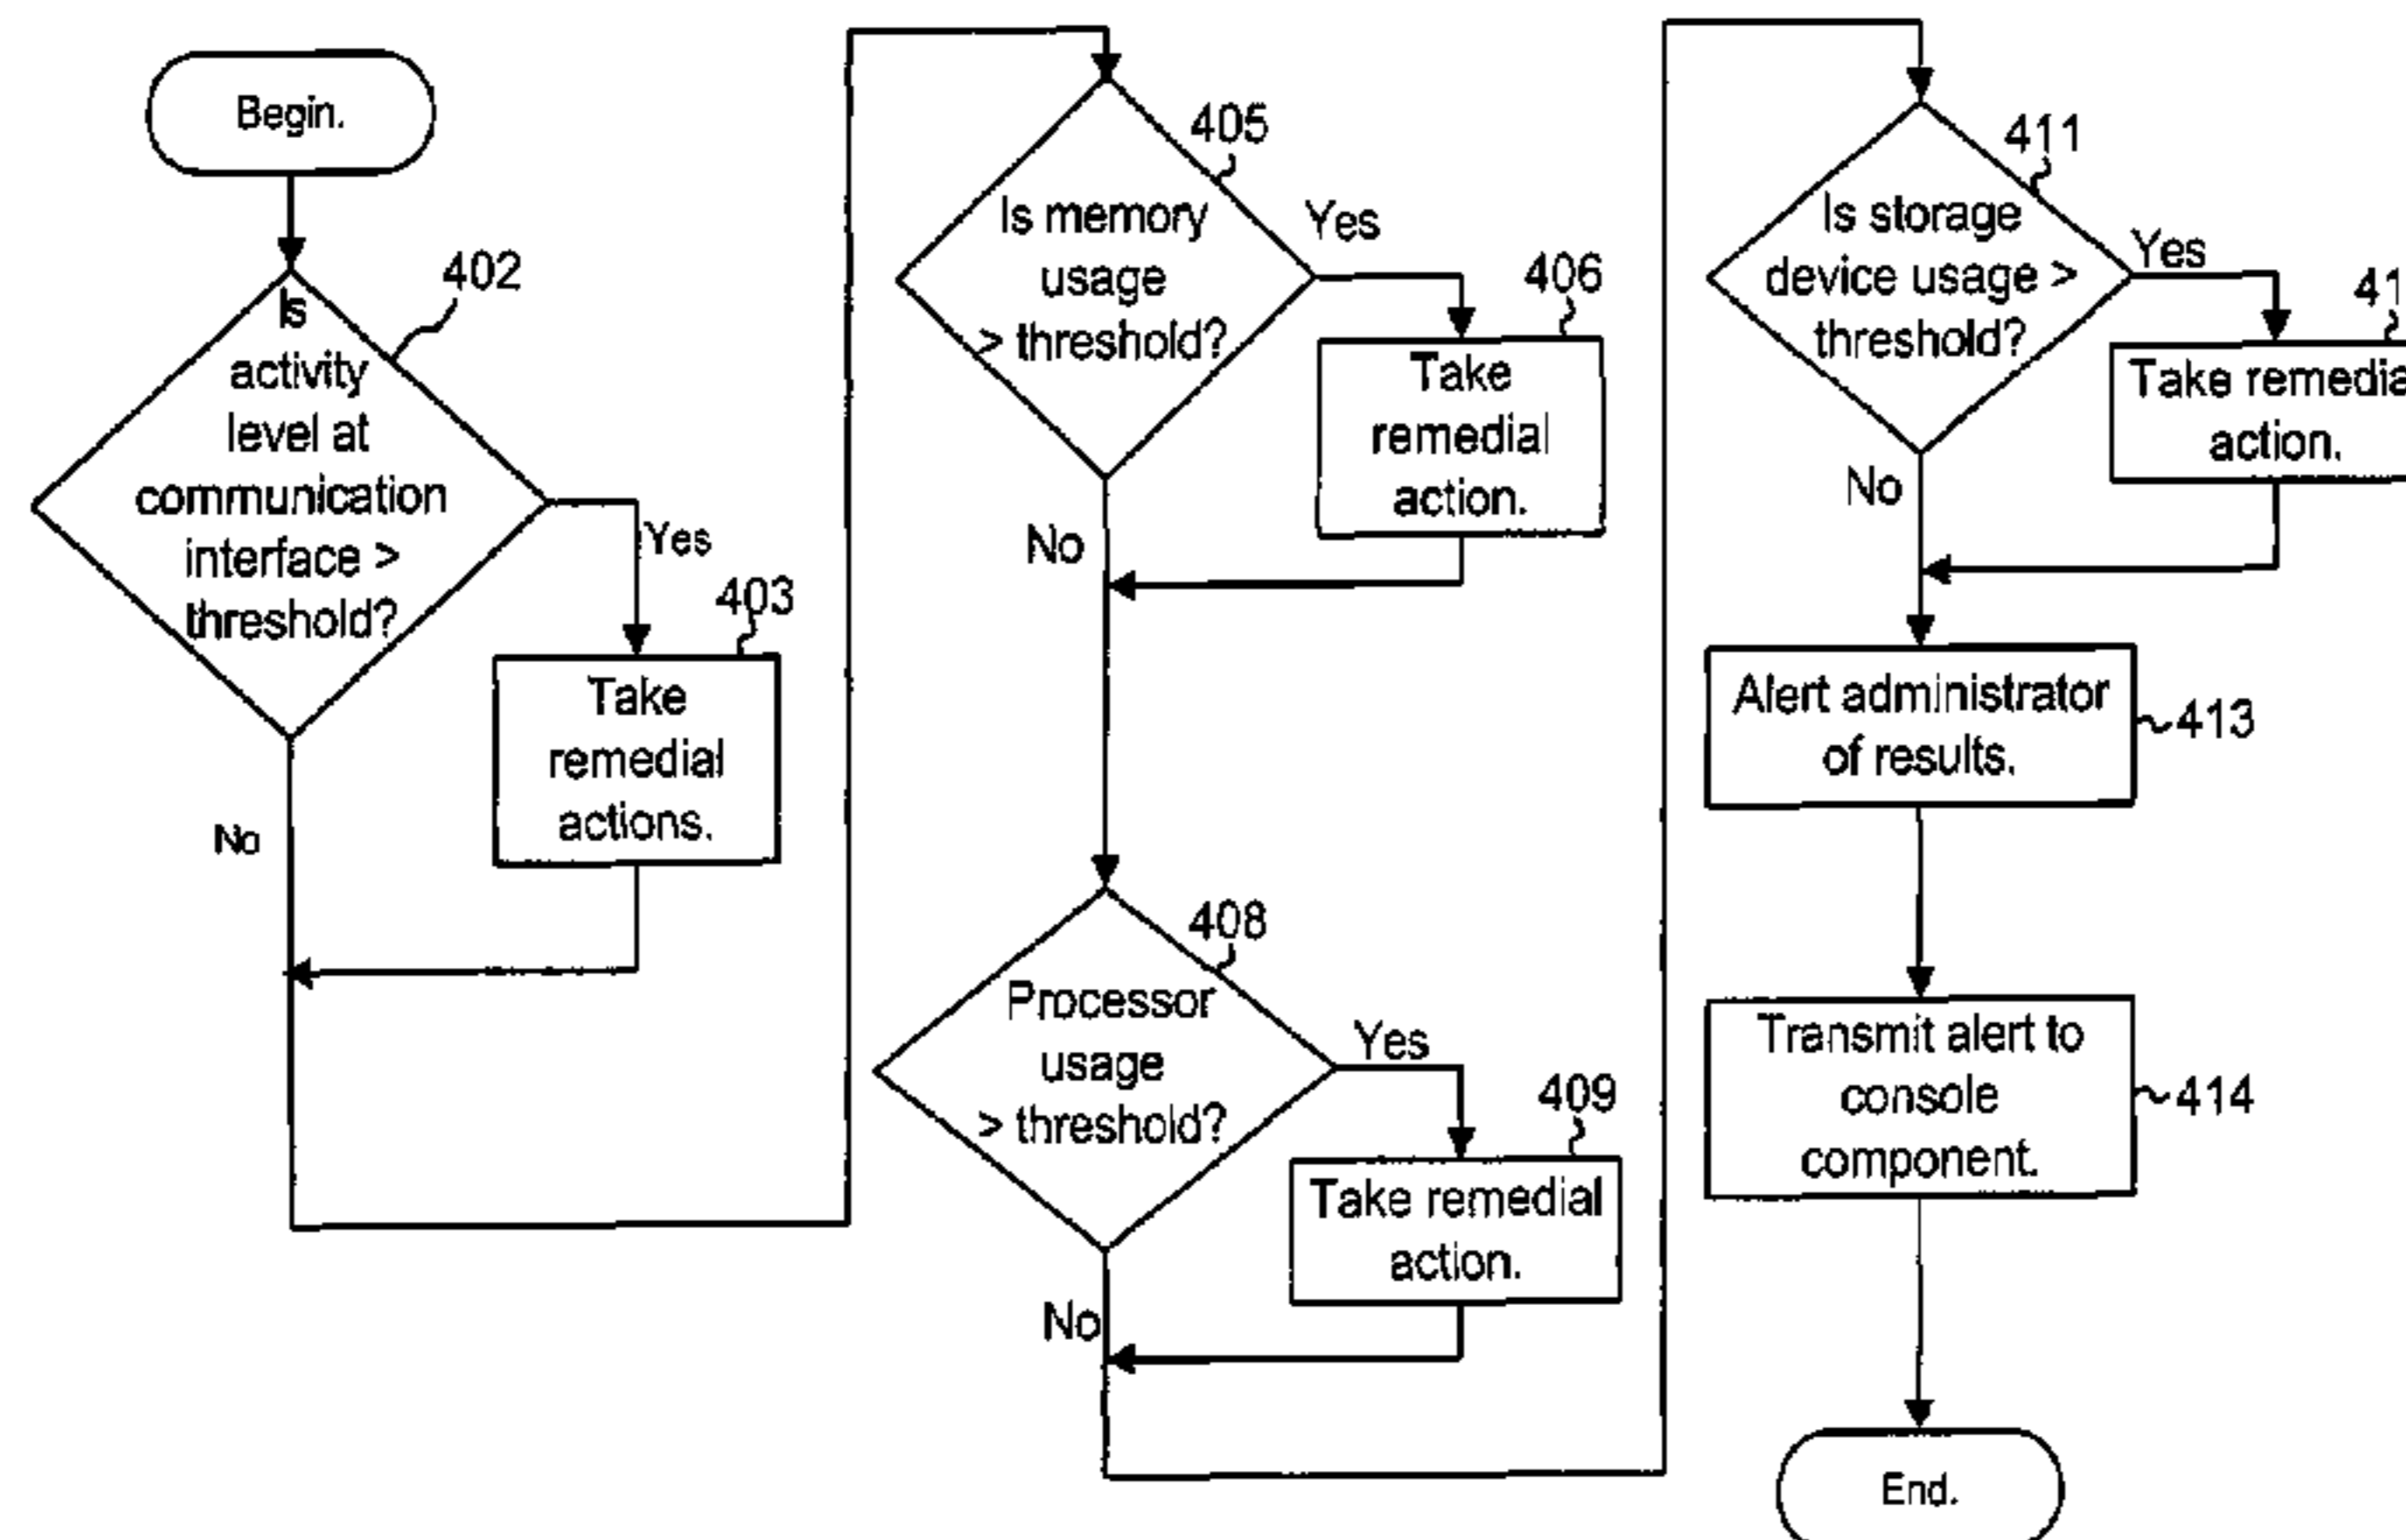 Begin.
402
Is
activity
level at
communication
interface >
threshold?
Yes
403
Take
remedial
actions.
No
405
Is memory
usage
> threshold?
Yes
406
Take
remedial
action.
No
408
Processor
usage
> threshold?
Yes
409
Take remedial
action.
No
411
Is storage
device usage >
threshold?
Yes
Take
action.
No
Alert administrator
of results.
413
Transmit alert to
console
component.
414
End.